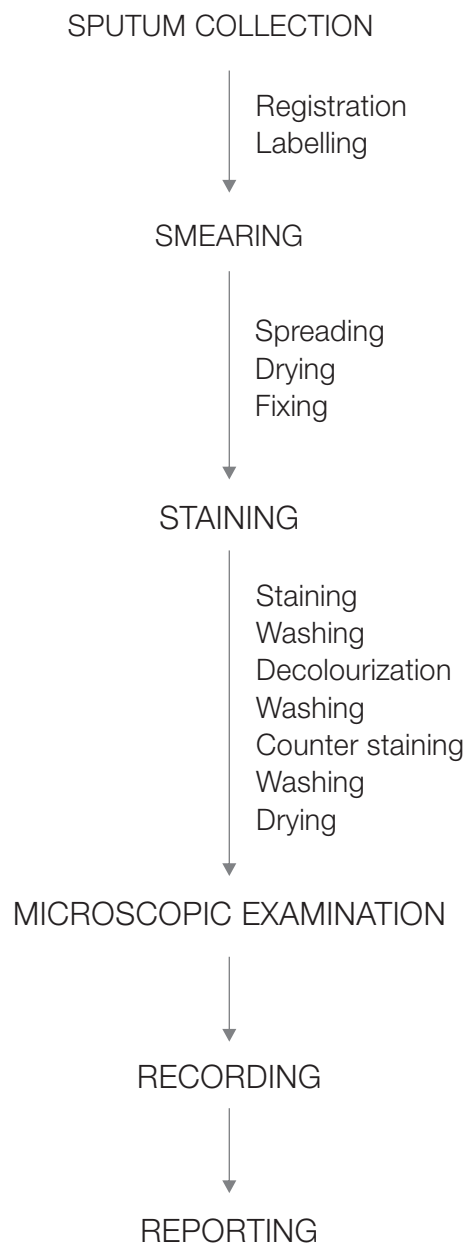 SPUTUM COLLECTION
Registration
Labelling
SMEARING
Spreading
Drying
Fixing
STAINING
Staining
Washing
Decolourization
Washing
Counter staining
Washing
Drying
MICROSCOPIC EXAMINATION
RECORDING
REPORTING